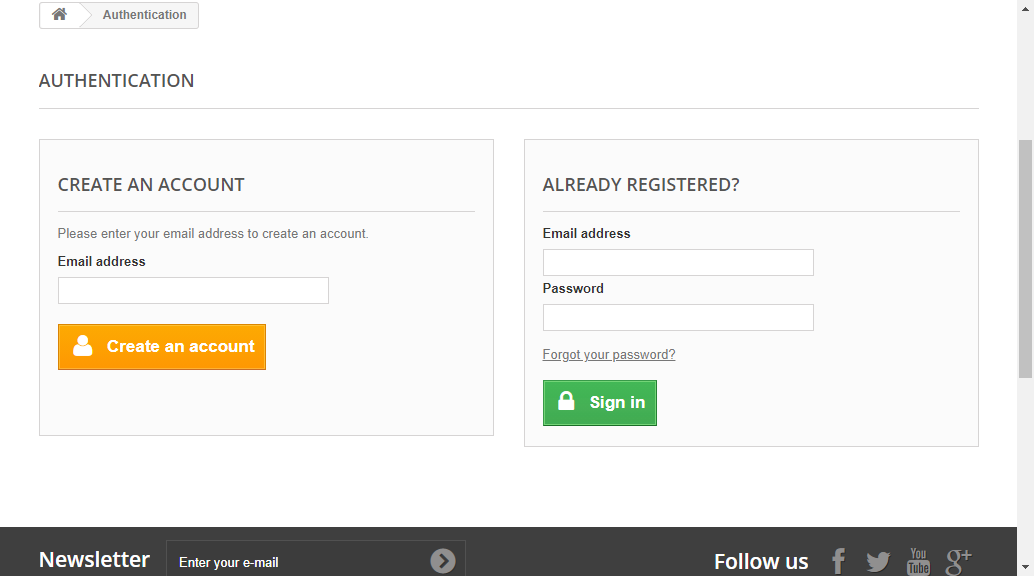 Authentication
AUTHENTICATION
CREATE AN ACCOUNT
Please enter your email address to create an account.
Email address
Create an account
ALREADY REGISTERED?
Email address
Password
Forgot your password?
Sign in
Newsletter
Enter your e-mail
Follow us
You
Tube
g+